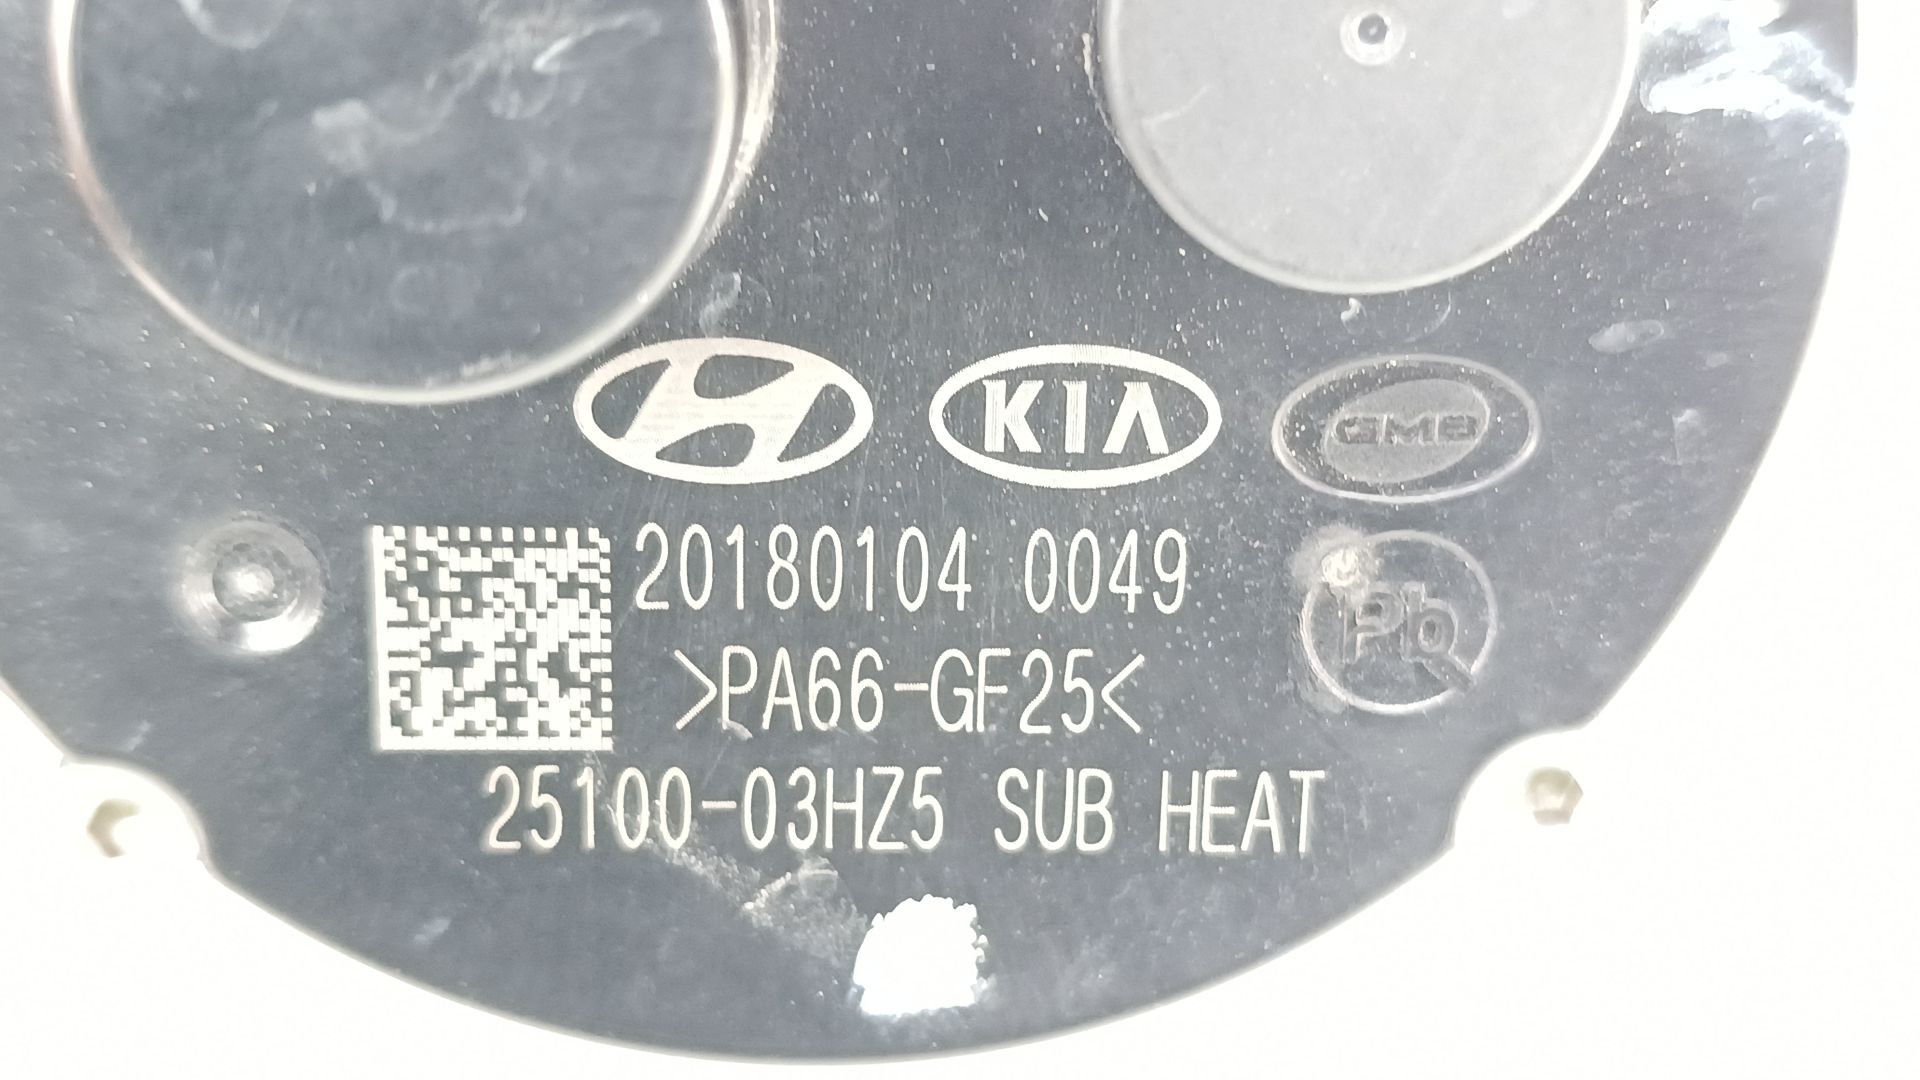 KIA GMB
20180104 0049
>PA66-GF25<
Pb
25100-03HZ5 SUB HEAT